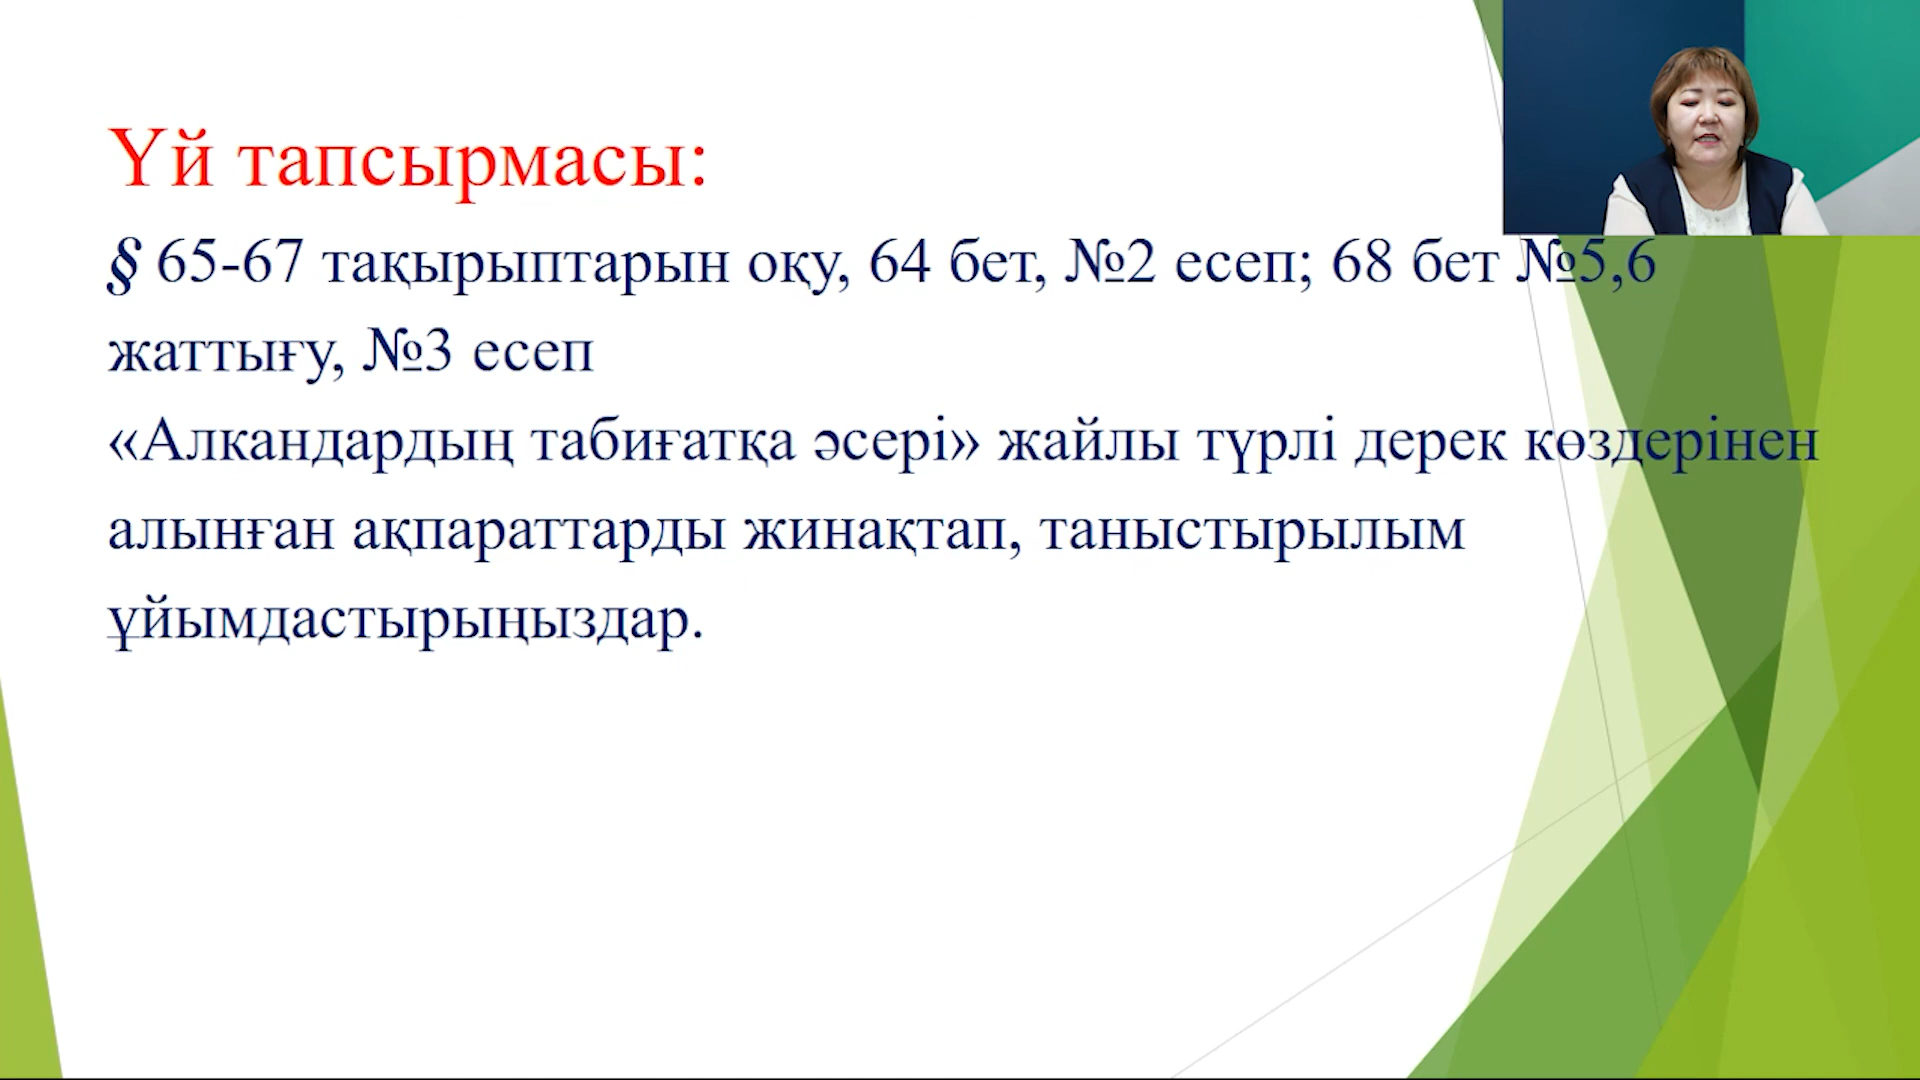 Үй тапсырмасы:
§ 65-67 тақырыптарын оқу, 64 бет, №2 есеп; 68 бет №5,6
жаттығу, №3 есеп
«Алкандардың табиғатқа әсері» жайлы түрлі дерек көздерінен
алынған ақпараттарды жинақтап, таныстырылым
ұйымдастырыңыздар.